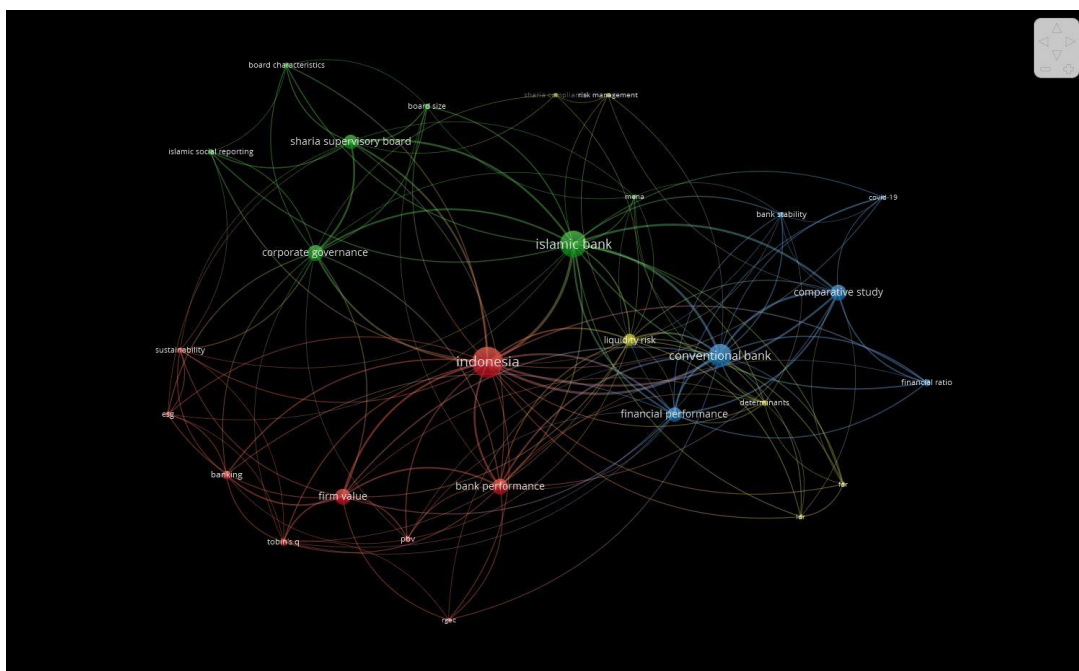 board characteristics
sharia complian
risk management
board size
sharia supervisory board
islamic social reporting
mena
covid-19
bank stability
islamic bank
corporate governance
comparative study
liquidity risk
sustainability
conventional bank
indonesia
financial ratio
determinants
esg
financial performance
banking
bank performance
firm value
pbv
tobin's q
rgec